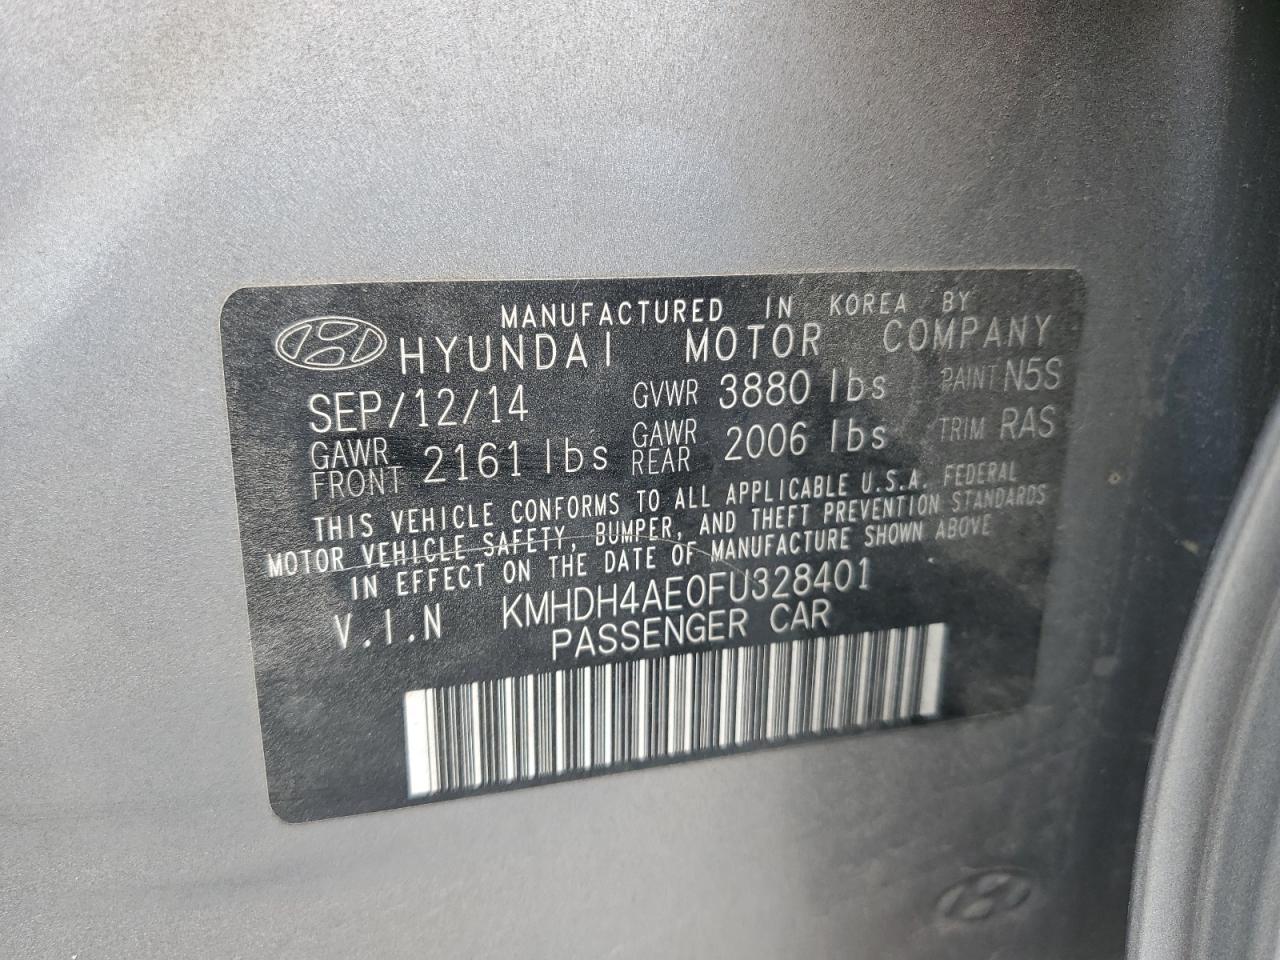 MANUFACTURED IN KOREA BY
HYUNDAI MOTOR COMPANY
SEP/12/14 GVWR 3880 lbs PAINT N5S
GAWR FRONT 2161 lbs GAWR REAR 2006 lbs TRIM RAS
THIS VEHICLE CONFORMS TO ALL APPLICABLE U.S.A. FEDERAL
MOTOR VEHICLE SAFETY, BUMPER, AND THEFT PREVENTION STANDARDS
IN EFFECT ON THE DATE OF MANUFACTURE SHOWN ABOVE
V.I.N KMHDH4AE0FU328401
PASSENGER CAR